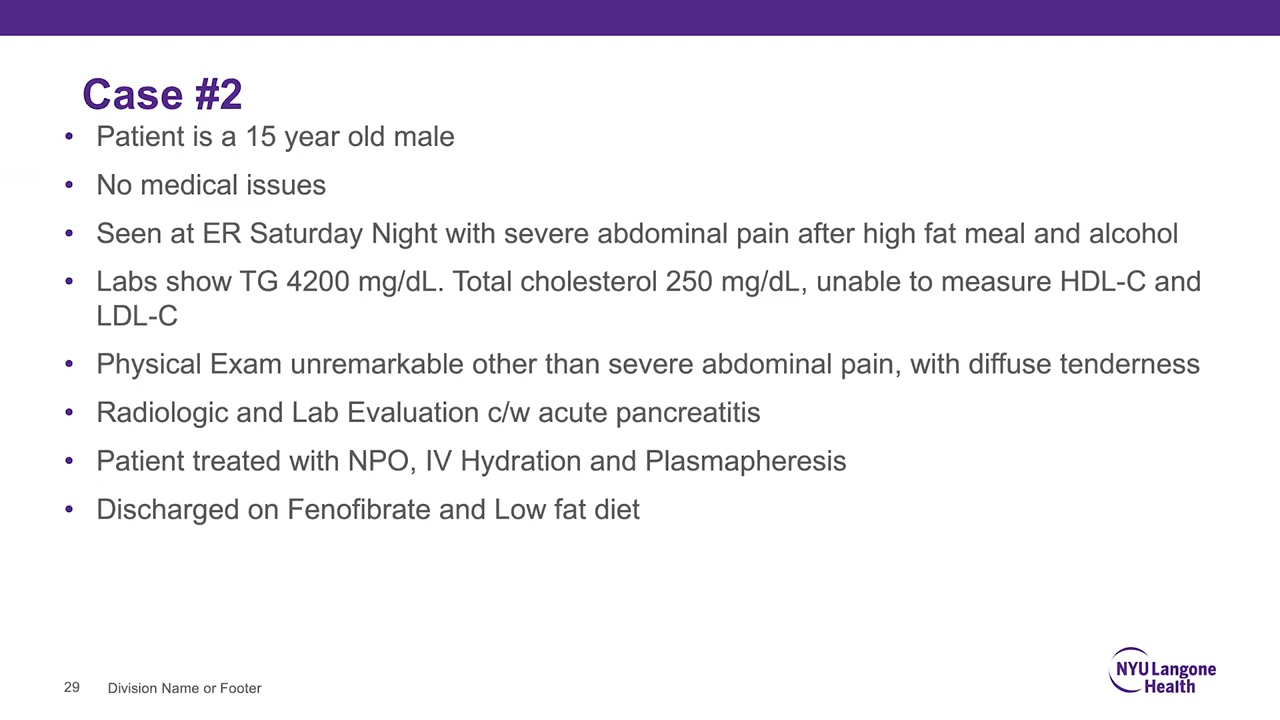 Case #2
• Patient is a 15 year old male
• No medical issues
• Seen at ER Saturday Night with severe abdominal pain after high fat meal and alcohol
• Labs show TG 4200 mg/dL. Total cholesterol 250 mg/dL, unable to measure HDL-C and
LDL-C
• Physical Exam unremarkable other than severe abdominal pain, with diffuse tenderness
• Radiologic and Lab Evaluation c/w acute pancreatitis
• Patient treated with NPO, IV Hydration and Plasmapheresis
• Discharged on Fenofibrate and Low fat diet
29 Division Name or Footer
NYU Langone
Health